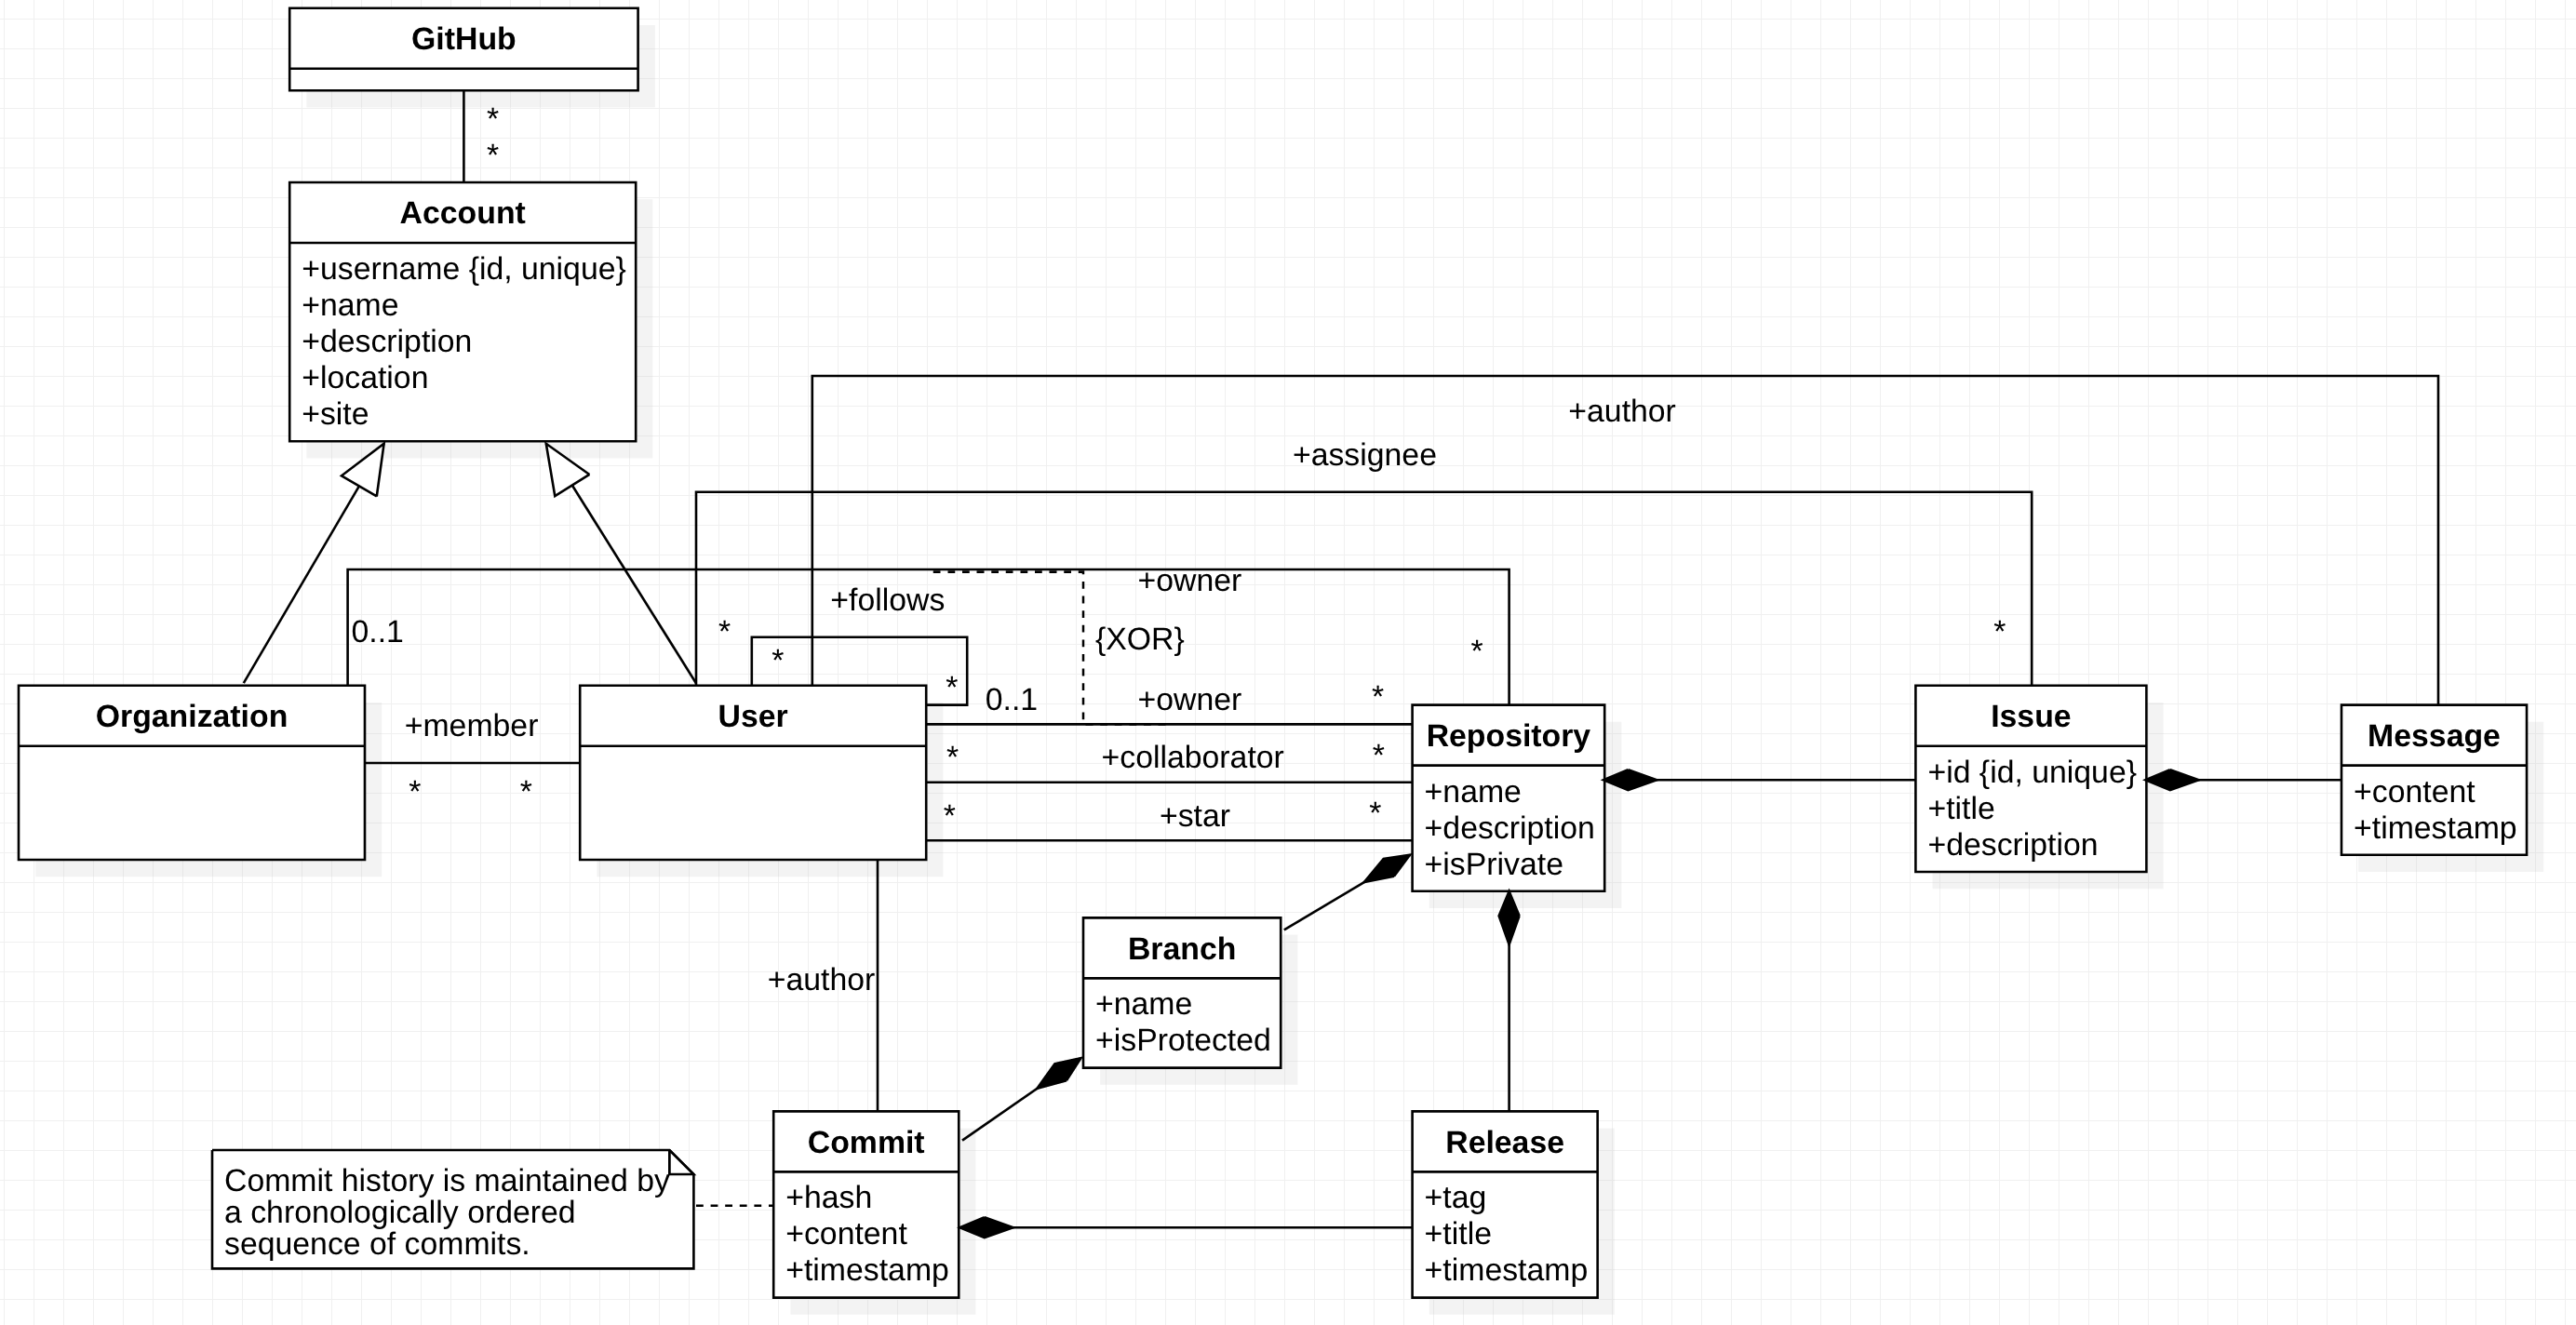 GitHub
*
*
Account
+username {id, unique}
+name
+description
+location
+site
+author
+assignee
+owner
+follows
0..1
*
{XOR}
*
*
*
*
0..1
+owner
*
Organization
+member
*
*
User
*
+collaborator
*
*
+star
*
Repository
+name
+description
+isPrivate
Issue
+id {id, unique}
+title
+description
Message
+content
+timestamp
Branch
+name
+isProtected
+author
Commit
+hash
+content
+timestamp
Release
+tag
+title
+timestamp
Commit history is maintained by
a chronologically ordered
sequence of commits.